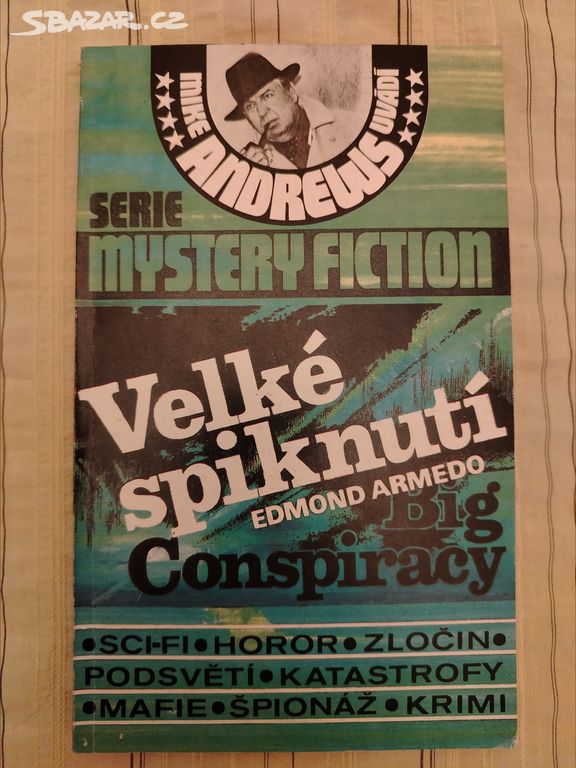 SBAZAR.CZ
MIKE ANDREWS UVÁDÍ
SERIE
MYSTERY FICTION
Velké
spiknutí
EDMOND ARMEDO
Big
Conspiracy
•SCI-FI•HOROR•ZLOČIN•
PODSVĚTÍ•KATASTROFY
•MAFIE•ŠPIONÁŽ•KRIMI